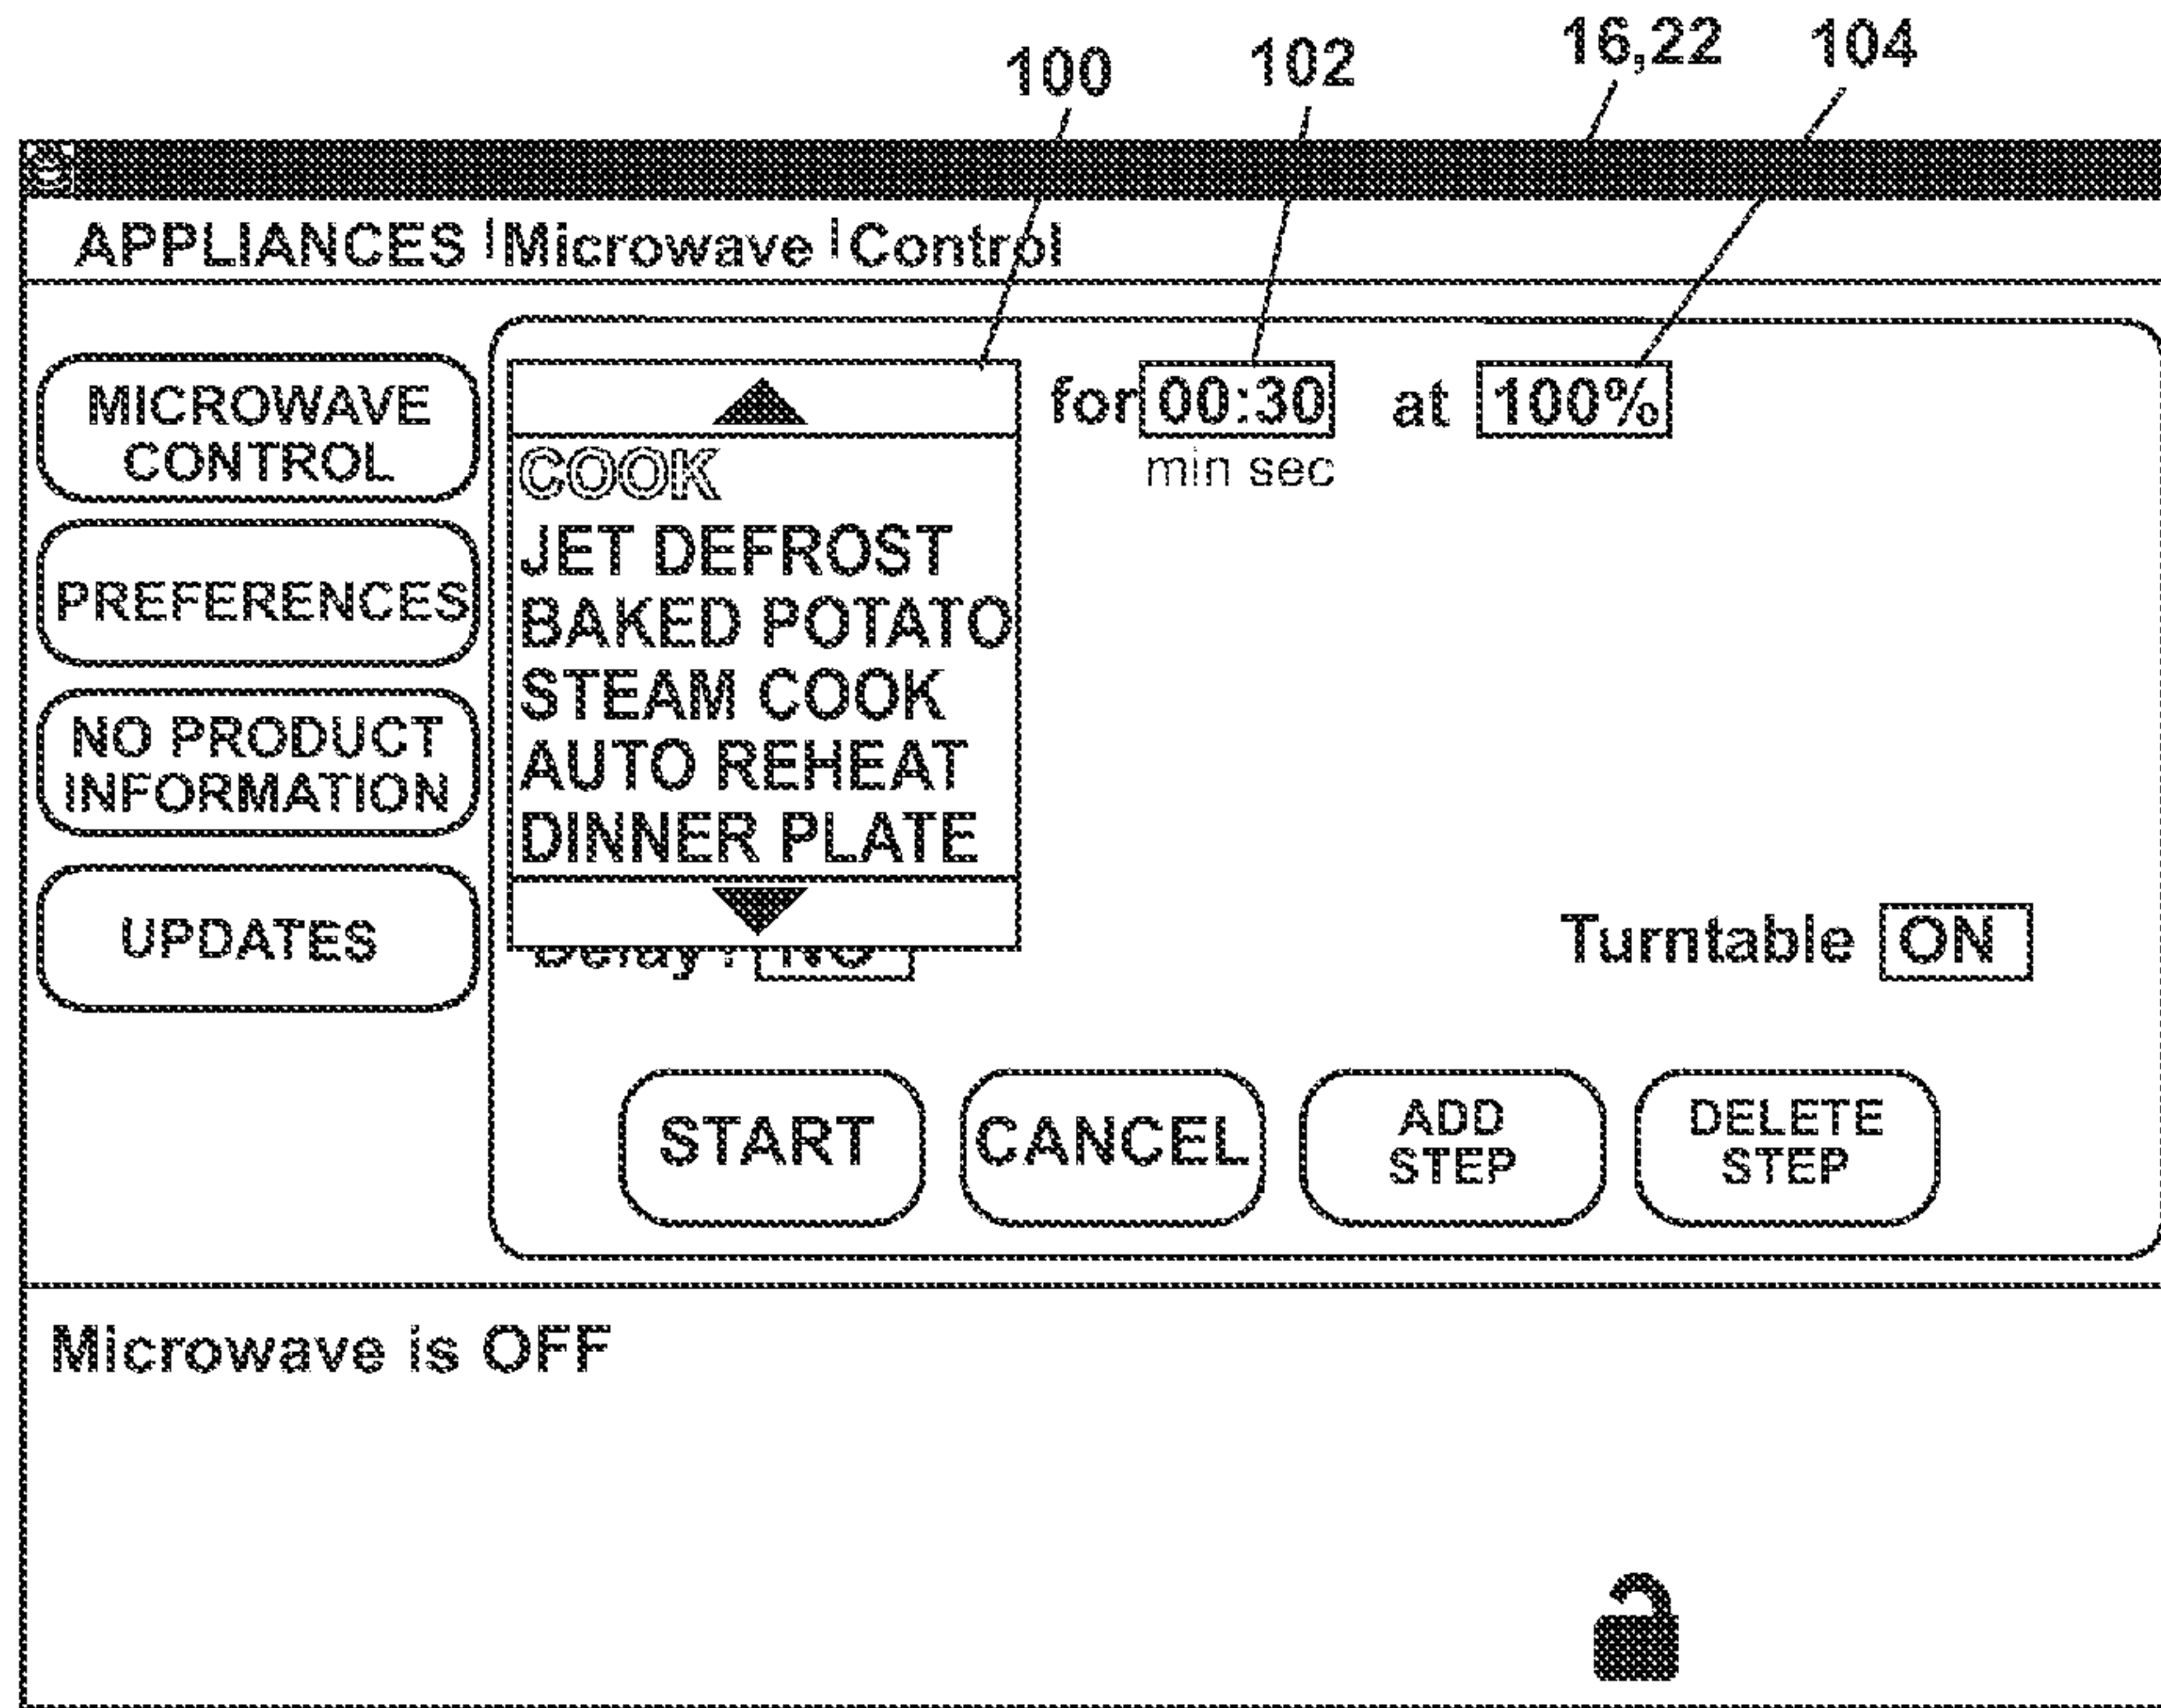 100 102 16,22 104
APPLIANCES Microwave Control
MICROWAVE
CONTROL
PREFERENCES
NO PRODUCT
INFORMATION
UPDATES
COOK
JET DEFROST
BAKED POTATO
STEAM COOK
AUTO REHEAT
DINNER PLATE
for 00:30 at 100%
min sec
Turntable ON
START
CANCEL
ADD
STEP
DELETE
STEP
Microwave is OFF